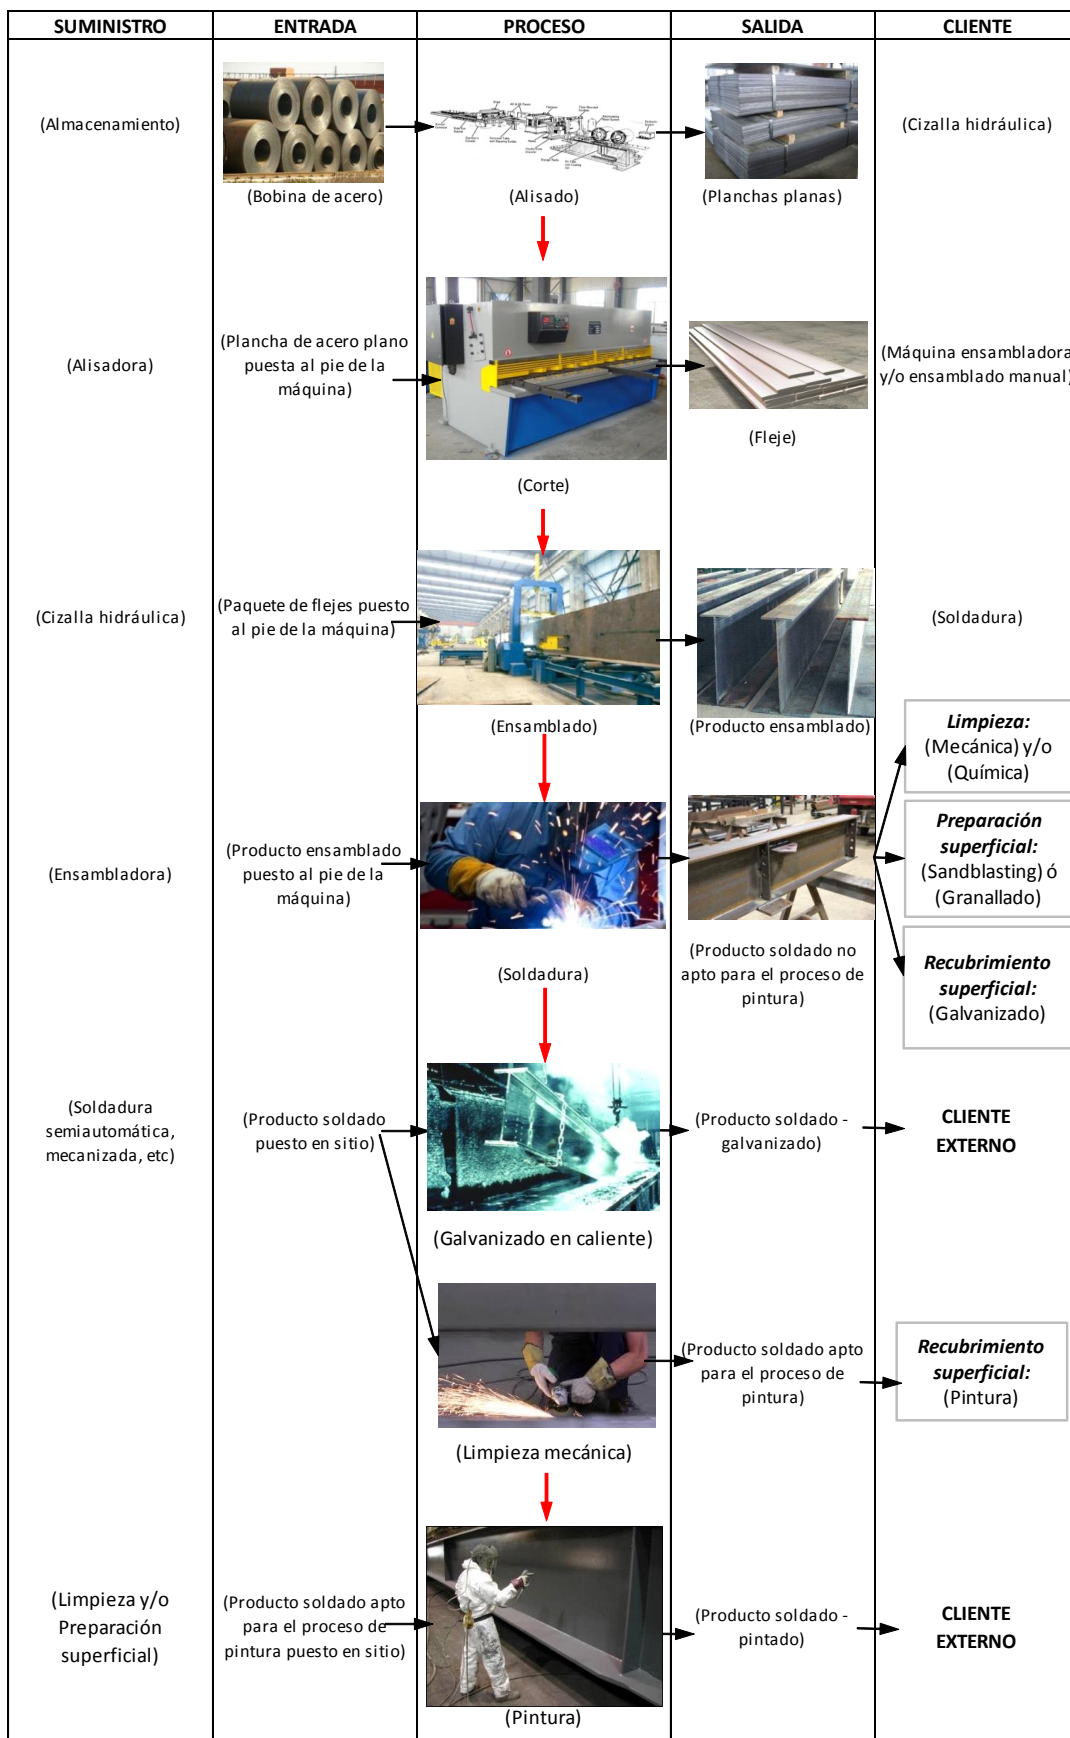 SUMINISTRO
ENTRADA
PROCESO
SALIDA
CLIENTE
(Almacenamiento)
(Bobina de acero)
(Alisado)
(Planchas planas)
(Cizalla hidráulica)
(Alisadora)
(Plancha de acero plano
puesta al pie de la
máquina)
(Corte)
(Fleje)
(Máquina ensambladora
y/o ensamblado manual)
(Cizalla hidráulica)
(Paquete de flejes puesto
al pie de la máquina)
(Ensamblado)
(Producto ensamblado)
(Soldadura)
(Ensambladora)
(Producto ensamblado
puesto al pie de la
máquina)
(Soldadura)
(Producto soldado no
apto para el proceso de
pintura)
Limpieza:
(Mecánica) y/o
(Química)
Preparación
superficial:
(Sandblasting) ó
(Granallado)
Recubrimiento
superficial:
(Galvanizado)
(Soldadura
semiautomática,
mecanizada, etc)
(Producto soldado
puesto en sitio)
(Galvanizado en caliente)
(Producto soldado -
galvanizado)
CLIENTE
EXTERNO
(Limpieza mecánica)
(Producto soldado apto
para el proceso de
pintura)
Recubrimiento
superficial:
(Pintura)
(Limpieza y/o
Preparación
superficial)
(Producto soldado apto
para el proceso de
pintura puesto en sitio)
(Pintura)
(Producto soldado -
pintado)
CLIENTE
EXTERNO